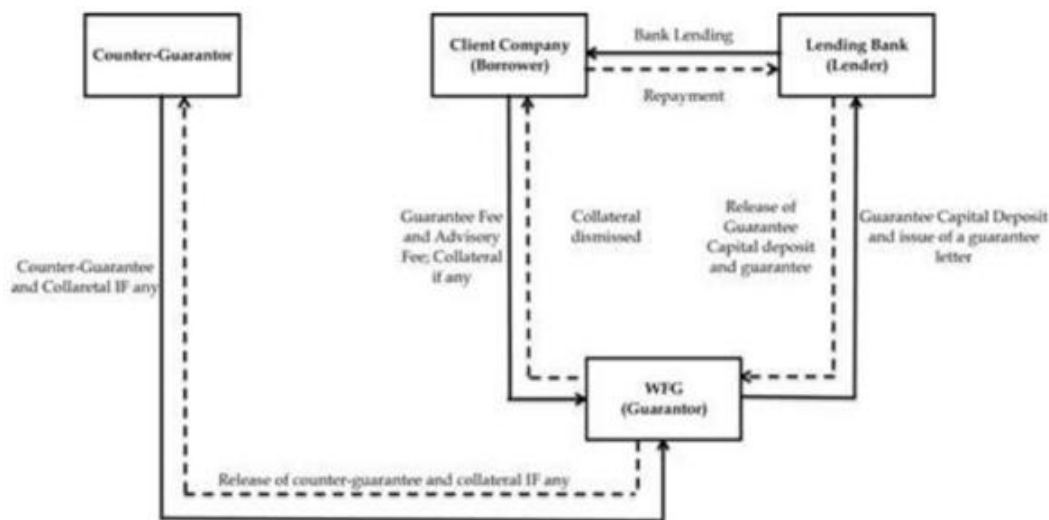 Counter-Guarantor
Client Company
(Borrower)
Bank Lending
Repayment
Lending Bank
(Lender)
Guarantee Fee
and Advisory
Fee; Collateral
if any
Collateral
dismissed
Release of
Guarantee
Capital deposit
and guarantee
Guarantee Capital Deposit
and issue of a guarantee
letter
Counter-Guarantee
and Collaretal IF any
WFG
(Guarantor)
Release of counter-guarantee and collateral IF any